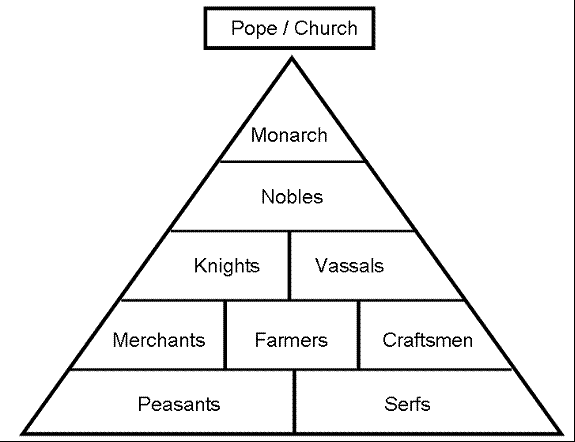 Pope / Church
Monarch
Nobles
Knights
Vassals
Merchants
Farmers
Craftsmen
Peasants
Serfs